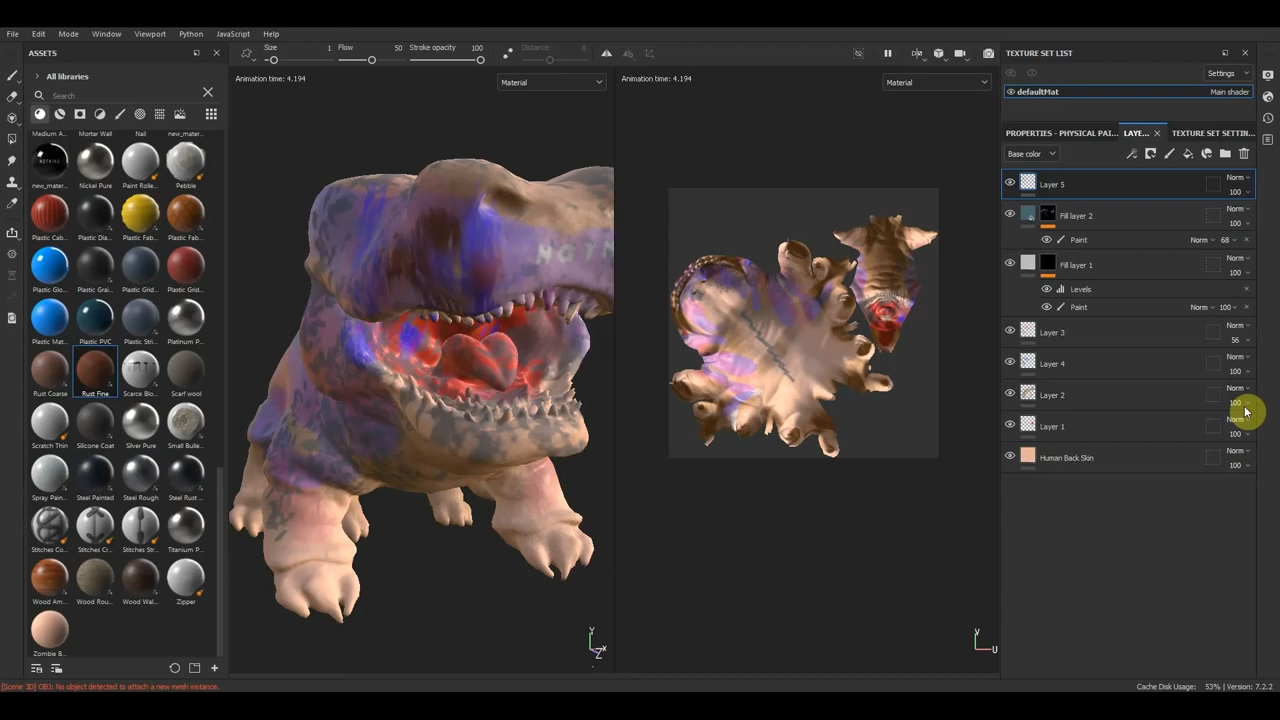 File Edit Mode Window Viewport Python JavaScript Help
ASSETS
Size 1 Flow 50 Stroke opacity 100 Distance 8
TEXTURE SET LIST
All libraries
Animation time: 4.194 Material
Animation time: 4.194 Material
Settings
Search
defaultMat Main shader
Medium A... Mortar Wall Nail new_mater...
PROPERTIES - PHYSICAL PAI... LAYE... TEXTURE SET SETTIN...
Base color
new_mater... Nickel Pure Paint Rolle... Pebble
Layer 5 Norm
100
Fill layer 2 Norm
100
Plastic Cab... Plastic Dia... Plastic Fab... Plastic Fab...
Paint Norm 68
Fill layer 1 Norm
100
Plastic Glo... Plastic Grai... Plastic Grid... Plastic Grid...
Levels
Paint Norm 100
Plastic Mat... Plastic PVC Plastic Stri... Platinum P...
Layer 3 Norm
56
Layer 4 Norm
100
Rust Coarse Rust Fine Scarce Blo... Scarf wool
Layer 2 Norm
100
Layer 1 Norm
100
Scratch Thin Silicone Coat Silver Pure Small Bulle...
Human Back Skin Norm
100
Spray Pain... Steel Painted Steel Rough Steel Rust ...
Stitches Co... Stitches Cr... Stitches Str... Titanium P...
Wood Am... Wood Rou... Wood Wal... Zipper
Zombie B...
Y
X
Z
V
U
[Scene 3D] OBJ: No object detected to attach a new mesh instance.
Cache Disk Usage: 53% | Version: 7.2.2